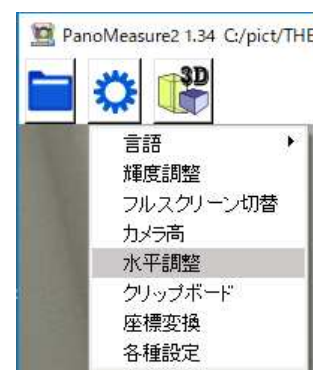 PanoMeasure2 1.34 C:/pict/THE
3D
言語
輝度調整
フルスクリーン切替
カメラ高
水平調整
クリップボード
座標変換
各種設定